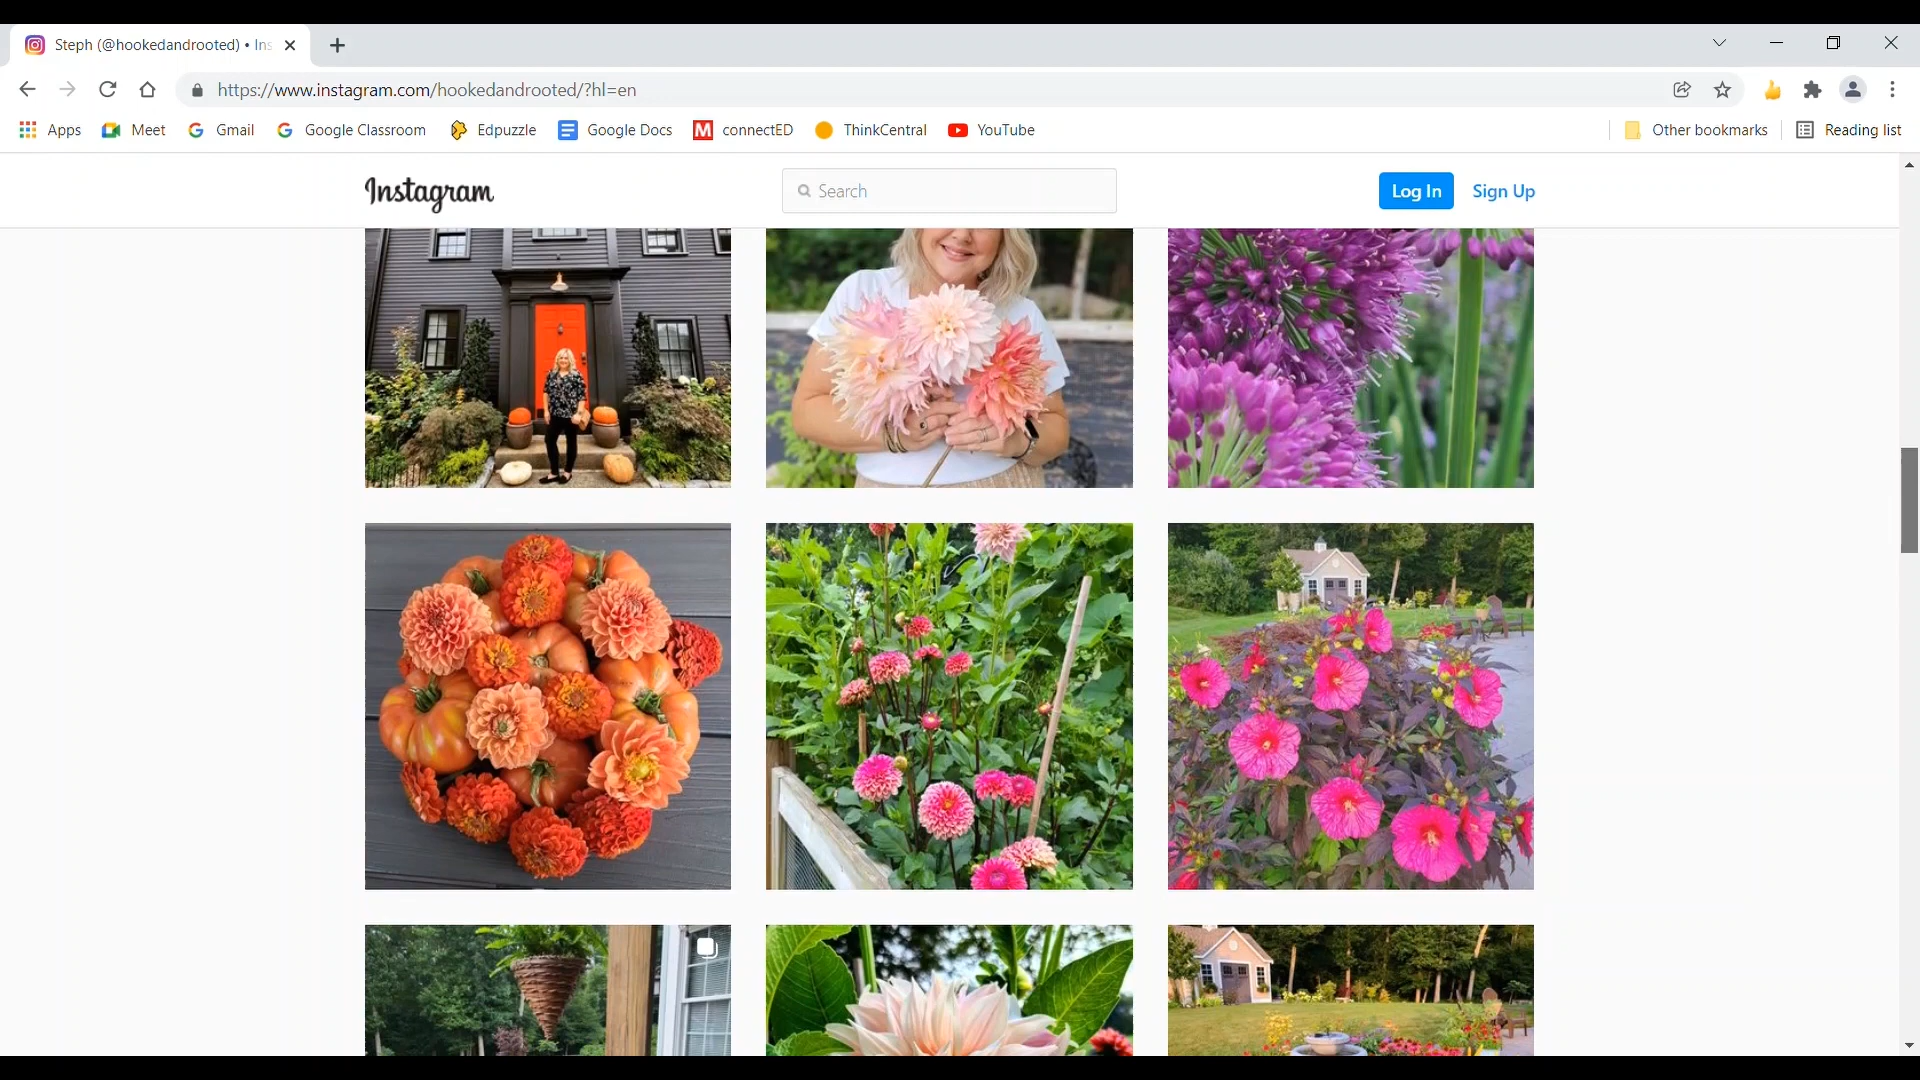 Steph (@hookedandrooted) • Ins
https://www.instagram.com/hookedandrooted/?hl=en
Apps Meet Gmail Google Classroom Edpuzzle Google Docs connectED ThinkCentral YouTube Other bookmarks Reading list
Instagram Search Log In Sign Up